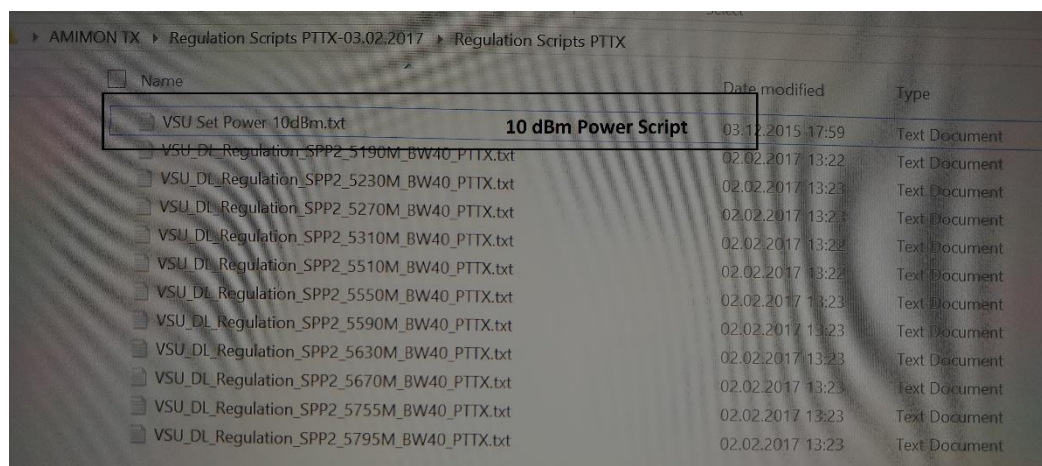 AMIMON TX ▸ Regulation Scripts PTTX-03.02.2017 ▸ Regulation Scripts PTTX
Name Date modified Type
VSU Set Power 10dBm.txt 10 dBm Power Script 03.12.2015 17:59 Text Document
VSU_DL_Regulation_SPP2_5190M_BW40_PTTX.txt 02.02.2017 13:22 Text Document
VSU_DL_Regulation_SPP2_5230M_BW40_PTTX.txt 02.02.2017 13:23 Text Document
VSU_DL_Regulation_SPP2_5270M_BW40_PTTX.txt 02.02.2017 13:23 Text Document
VSU_DL_Regulation_SPP2_5310M_BW40_PTTX.txt 02.02.2017 13:22 Text Document
VSU_DL_Regulation_SPP2_5510M_BW40_PTTX.txt 02.02.2017 13:22 Text Document
VSU_DL_Regulation_SPP2_5550M_BW40_PTTX.txt 02.02.2017 13:23 Text Document
VSU_DL_Regulation_SPP2_5590M_BW40_PTTX.txt 02.02.2017 13:23 Text Document
VSU_DL_Regulation_SPP2_5630M_BW40_PTTX.txt 02.02.2017 13:23 Text Document
VSU_DL_Regulation_SPP2_5670M_BW40_PTTX.txt 02.02.2017 13:23 Text Document
VSU_DL_Regulation_SPP2_5755M_BW40_PTTX.txt 02.02.2017 13:23 Text Document
VSU_DL_Regulation_SPP2_5795M_BW40_PTTX.txt 02.02.2017 13:23 Text Document